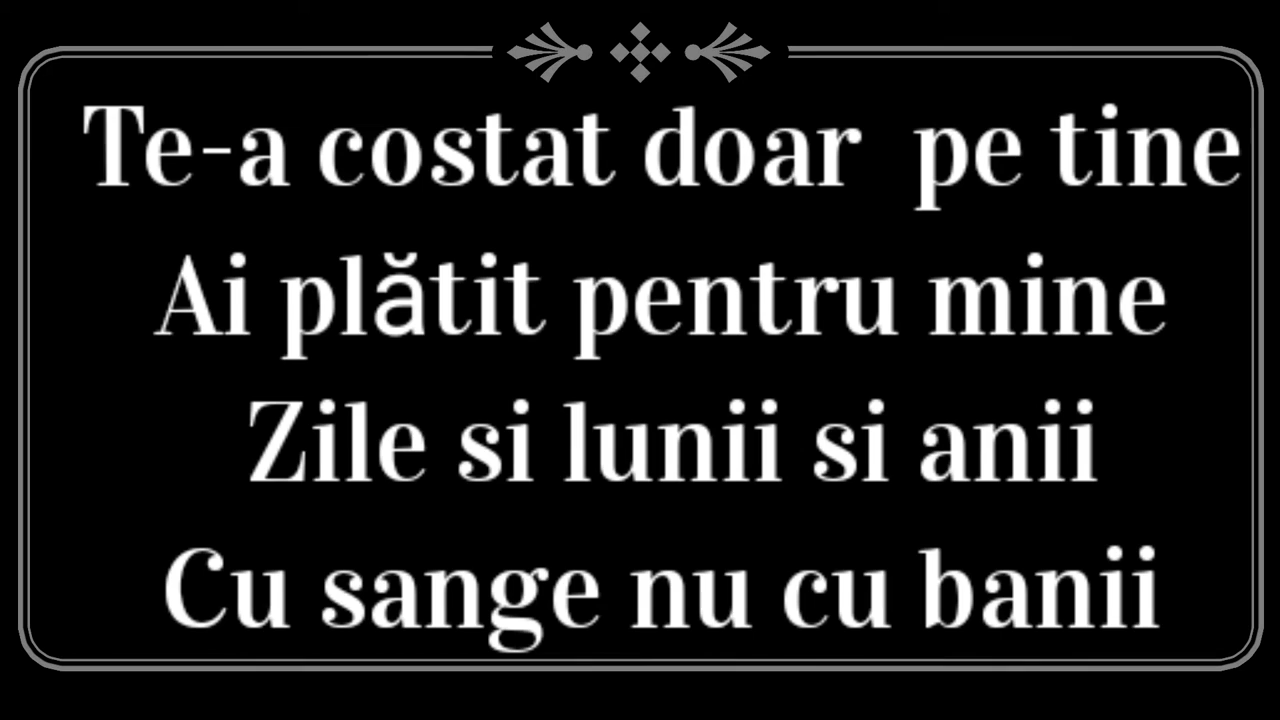 Te-a costat doar  pe tine
Ai plătit pentru mine
Zile si lunii si anii
Cu sange nu cu banii